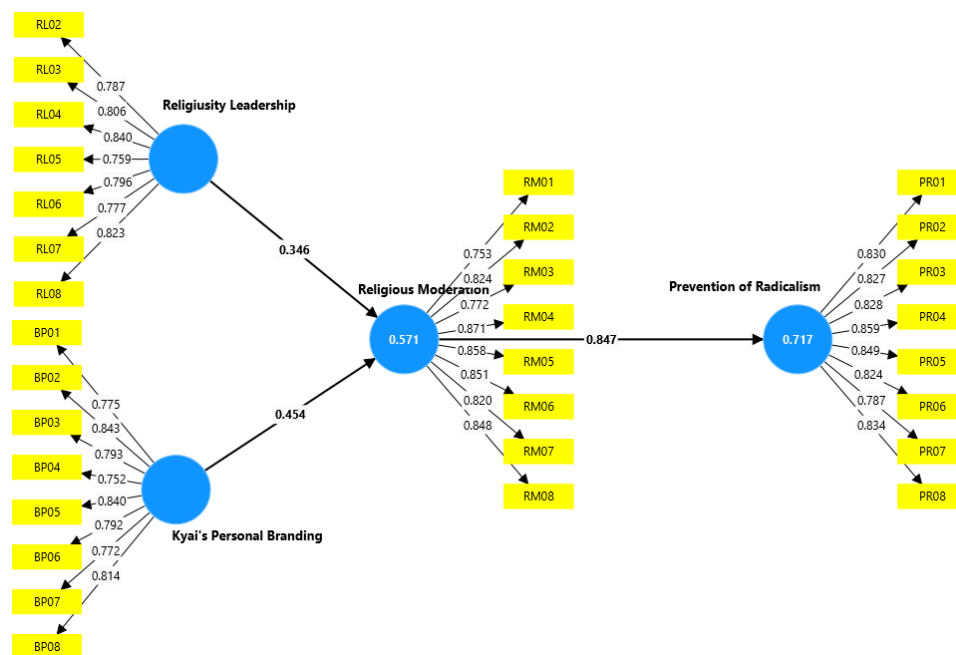 RL02
RL03
RL04
RL05
RL06
RL07
RL08
0.787
0.806
0.840
0.759
0.796
0.777
0.823
Religiusity Leadership
0.346
BP01
BP02
BP03
BP04
BP05
BP06
BP07
BP08
0.775
0.843
0.793
0.752
0.840
0.792
0.772
0.814
Kyai's Personal Branding
0.454
Religious Moderation
0.571
RM01
RM02
RM03
RM04
RM05
RM06
RM07
RM08
0.753
0.824
0.772
0.871
0.858
0.851
0.820
0.848
0.847
Prevention of Radicalism
0.717
PR01
PR02
PR03
PR04
PR05
PR06
PR07
PR08
0.830
0.827
0.828
0.859
0.849
0.824
0.787
0.834